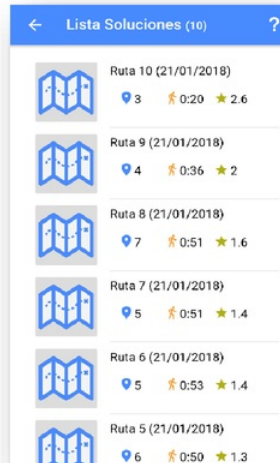 Lista Soluciones (10) ?
Ruta 10 (21/01/2018)
3 0:20 2.6
Ruta 9 (21/01/2018)
4 0:36 2
Ruta 8 (21/01/2018)
7 0:51 1.6
Ruta 7 (21/01/2018)
5 0:51 1.4
Ruta 6 (21/01/2018)
5 0:53 1.4
Ruta 5 (21/01/2018)
6 0:50 1.3